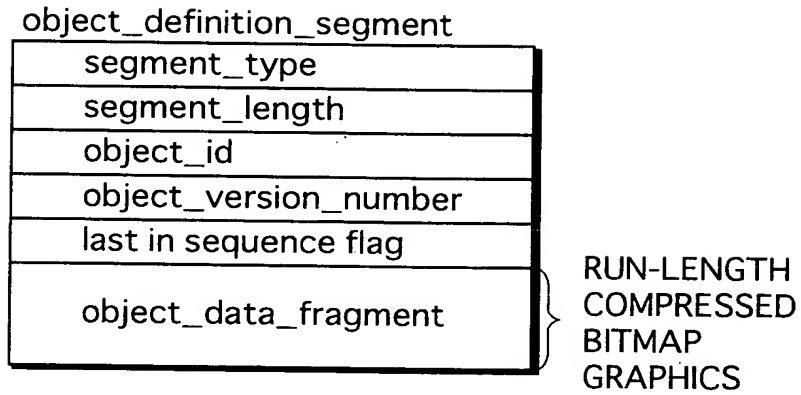 object_definition_segment
segment_type
segment_length
object_id
object_version_number
last in sequence flag
object_data_fragment
RUN-LENGTH
COMPRESSED
BITMAP
GRAPHICS